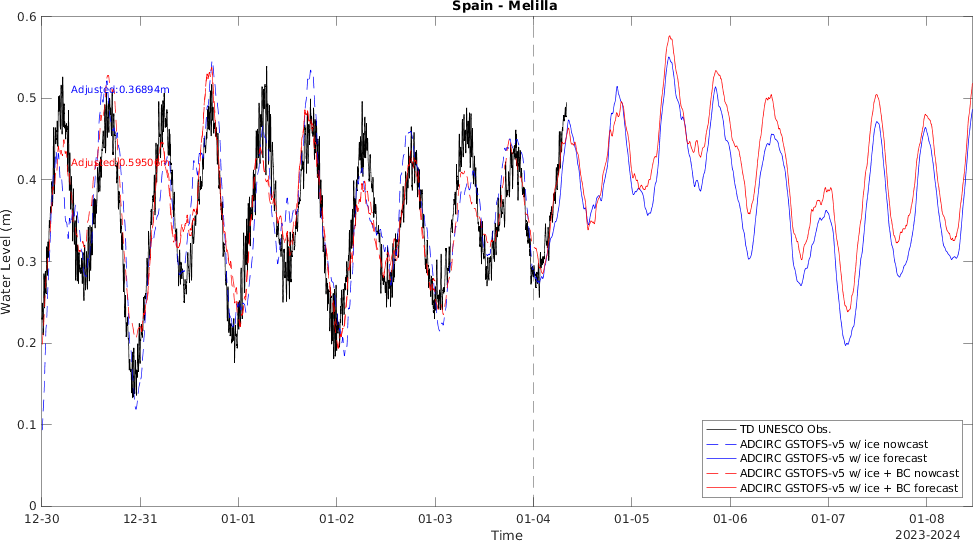 Spain - Melilla
0.6
0.5
0.4
0.3
0.2
0.1
0
Water Level (m)
Adjusted:0.36894m
TD UNESCO Obs.
ADCIRC GSTOFS-v5 w/ ice nowcast
ADCIRC GSTOFS-v5 w/ ice forecast
ADCIRC GSTOFS-v5 w/ ice + BC nowcast
ADCIRC GSTOFS-v5 w/ ice + BC forecast
12-30 12-31 01-01 01-02 01-03 01-04 01-05 01-06 01-07 01-08
Time
2023-2024